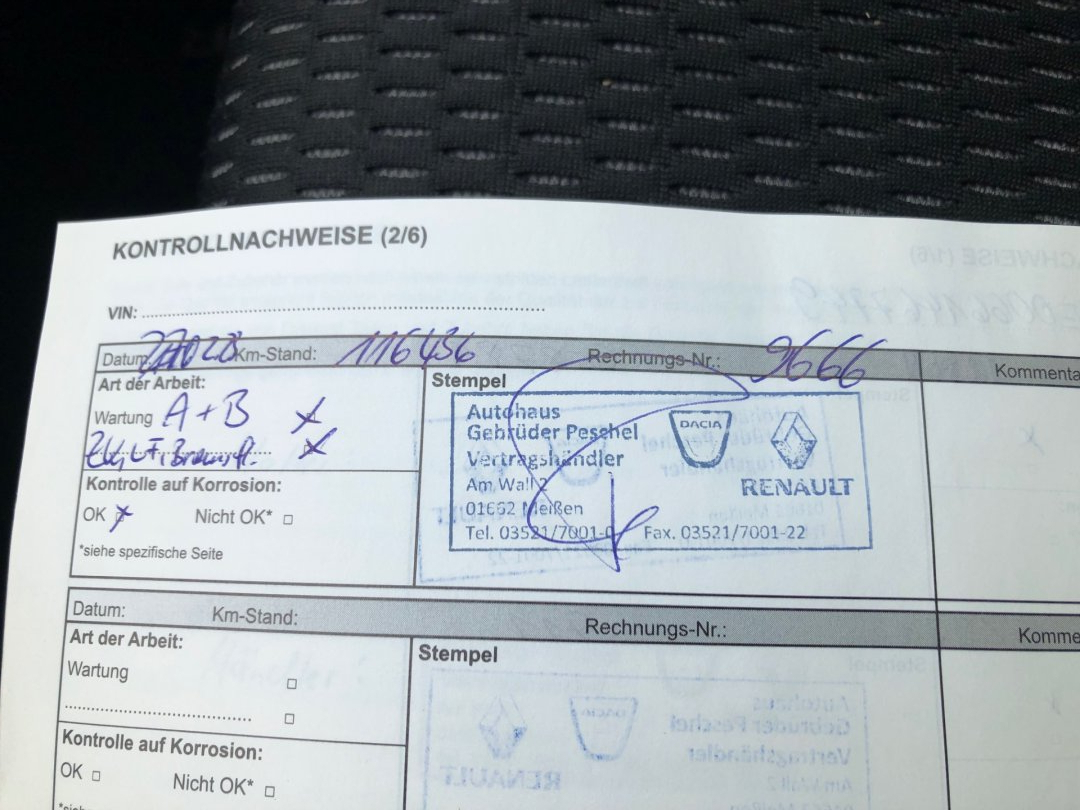 KONTROLLNACHWEISE (2/6)
VIN:
Datum: Km-Stand: 116436 Rechnungs-Nr.: 9666 Kommenta
Art der Arbeit:
Wartung A + B
Kontrolle auf Korrosion:
OK Nicht OK*
*siehe spezifische Seite
Stempel
Autohaus
Gebrüder Peschel
Vertragshändler
Am Wall 2
01662 Meißen
Tel. 03521/7001-0 Fax. 03521/7001-22
DACIA
RENAULT
Datum: Km-Stand: Rechnungs-Nr.: Komme
Art der Arbeit:
Wartung
Kontrolle auf Korrosion:
OK Nicht OK*
Stempel